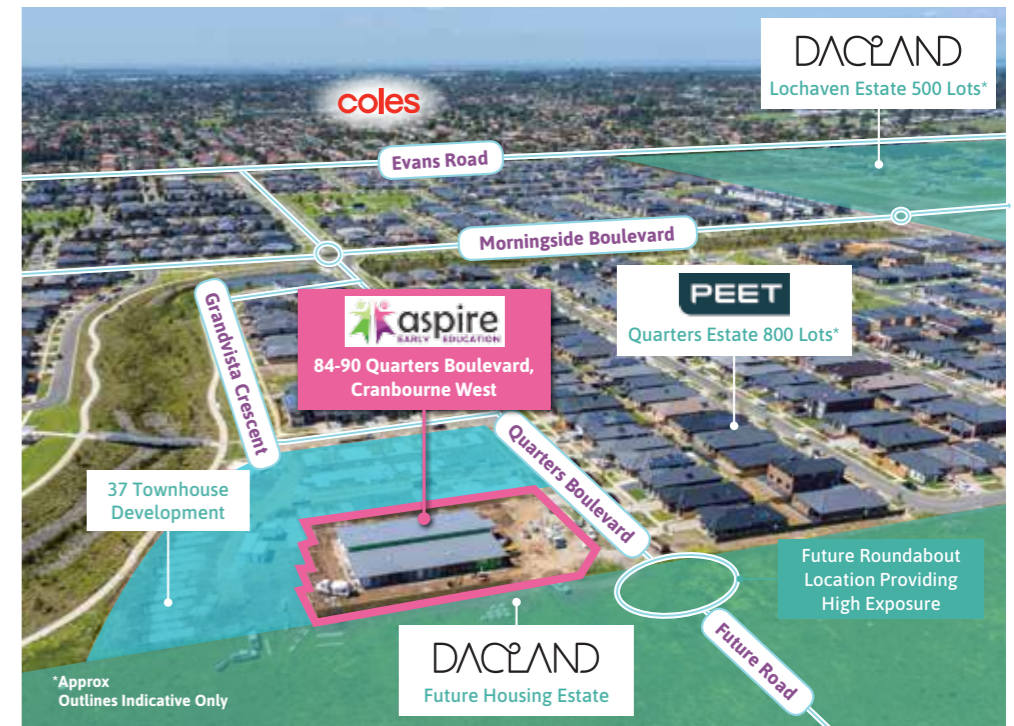 DACLAND
Lochaven Estate 500 Lots*
coles
Evans Road
Morningside Boulevard
PEET
Quarters Estate 800 Lots*
Grandvista Crescent
aspire
EARLY EDUCATION
84-90 Quarters Boulevard,
Cranbourne West
Quarters Boulevard
37 Townhouse
Development
Future Roundabout
Location Providing
High Exposure
DACLAND
Future Housing Estate
Future Road
*Approx
Outlines Indicative Only